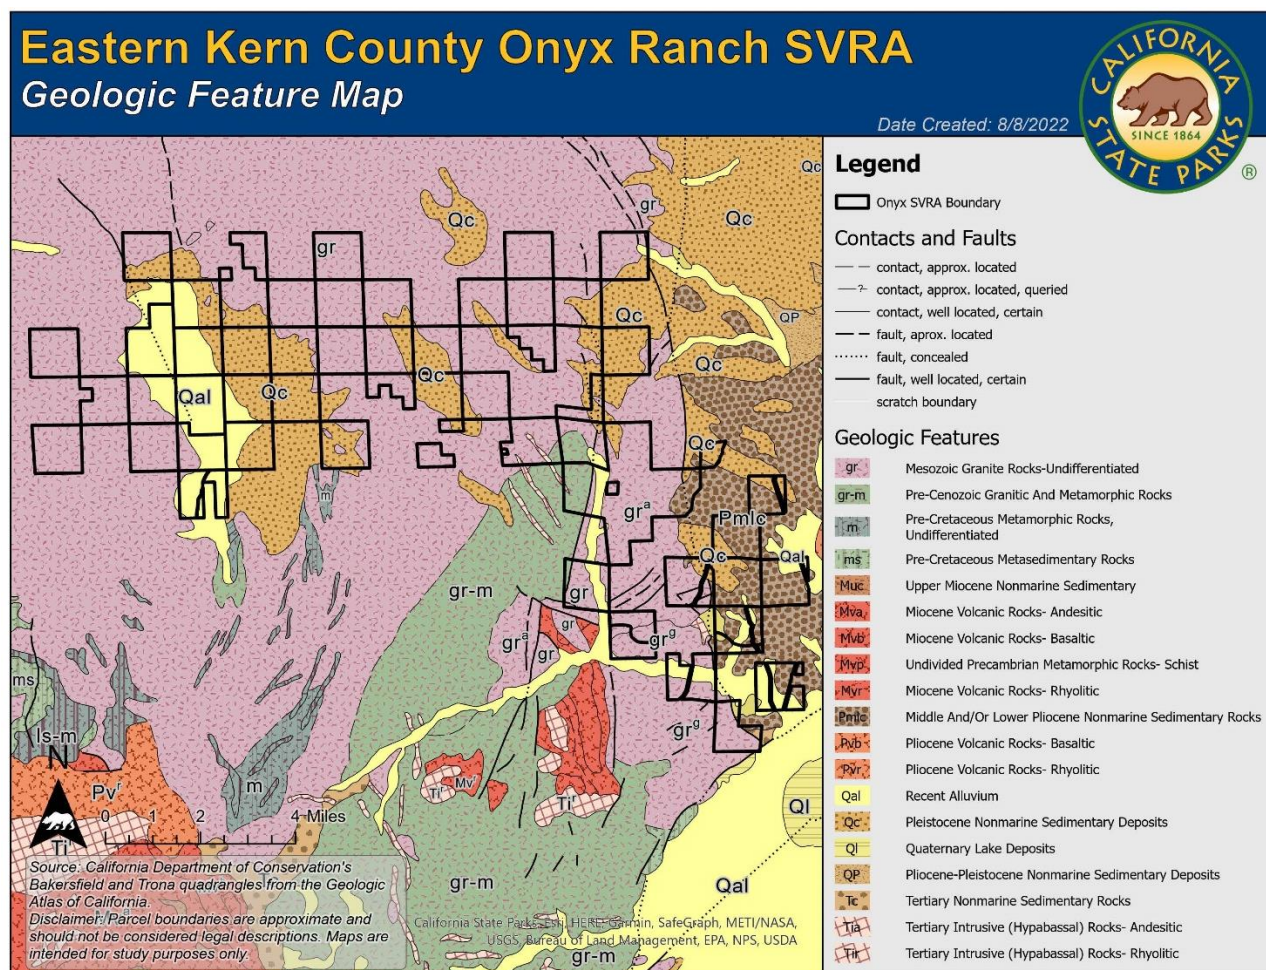 Eastern Kern County Onyx Ranch SVRA
Geologic Feature Map
Date Created: 8/8/2022
CALIFORNIA
SINCE 1864
STATE PARKS
®
Legend
Onyx SVRA Boundary
Contacts and Faults
contact, approx. located
?
contact, approx. located, queried
contact, well located, certain
fault, aprox. located
fault, concealed
fault, well located, certain
scratch boundary
Geologic Features
gr Mesozoic Granite Rocks-Undifferentiated
gr-m Pre-Cenozoic Granitic And Metamorphic Rocks
m Pre-Cretaceous Metamorphic Rocks,
Undifferentiated
ms Pre-Cretaceous Metasedimentary Rocks
Muc Upper Miocene Nonmarine Sedimentary
Mva Miocene Volcanic Rocks- Andesitic
Mvb Miocene Volcanic Rocks- Basaltic
Mvp Undivided Precambrian Metamorphic Rocks- Schist
Mvr Miocene Volcanic Rocks- Rhyolitic
Pmlc Middle And/Or Lower Pliocene Nonmarine Sedimentary Rocks
Pvb Pliocene Volcanic Rocks- Basaltic
Pvr Pliocene Volcanic Rocks- Rhyolitic
Qal Recent Alluvium
Qc Pleistocene Nonmarine Sedimentary Deposits
Ql Quaternary Lake Deposits
QP Pliocene-Pleistocene Nonmarine Sedimentary Deposits
Tc Tertiary Nonmarine Sedimentary Rocks
Tia Tertiary Intrusive (Hypabassal) Rocks- Andesitic
Tir Tertiary Intrusive (Hypabassal) Rocks- Rhyolitic
Qc
gr
Qc
Qc
gr
Qc
QP
Qc
Qc
Qal
Qc
Qc
m
gr^a
Pmlc
Qc
Qal
gr-m
gr
gr
gr^a
gr
gr^g
ms
gr^g
ls-m
N
Pv^r
m
Mv^r
Ti^r
Ti^r
Ql
0 1 2 4 Miles
Ti^r
gr-m
Qal
gr-m
Source: California Department of Conservation's
Bakersfield and Trona quadrangles from the Geologic
Atlas of California.
Disclaimer: Parcel boundaries are approximate and
should not be considered legal descriptions. Maps are
intended for study purposes only.
California State Parks, Esri, HERE, Garmin, SafeGraph, METI/NASA,
USGS, Bureau of Land Management, EPA, NPS, USDA